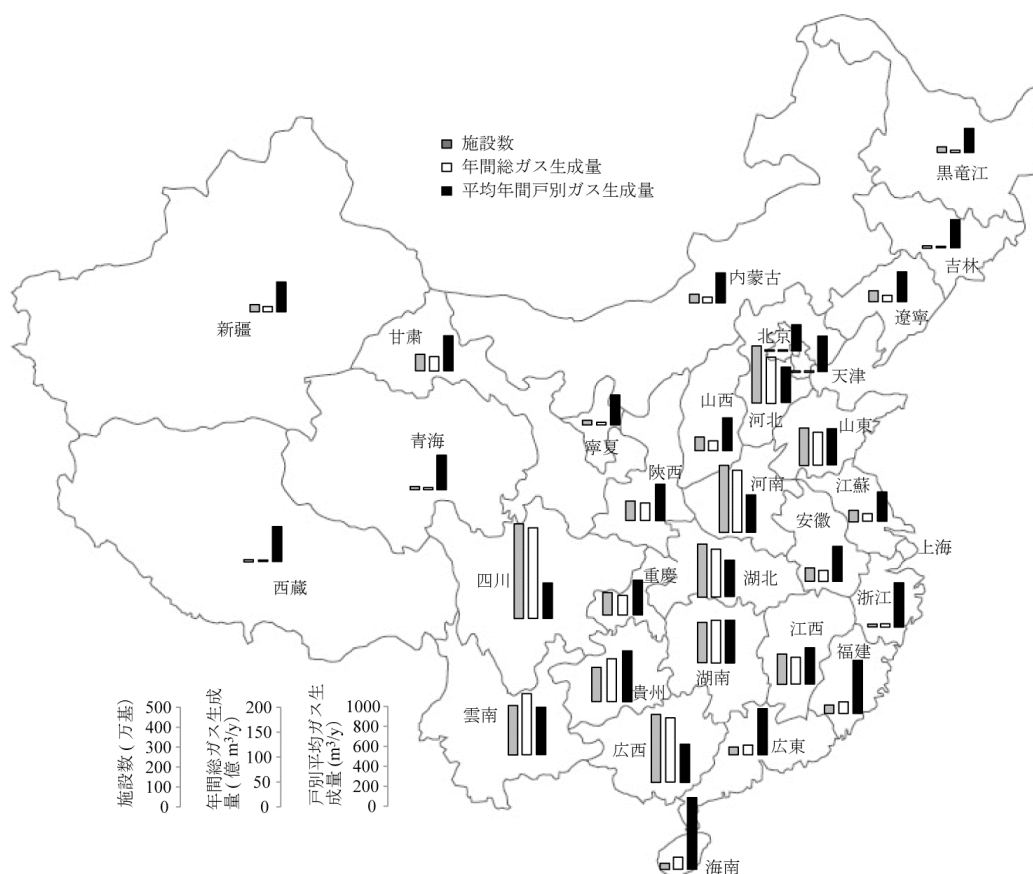 施設数
年間総ガス生成量
平均年間戸別ガス生成量
黒竜江
吉林
内蒙古
遼寧
新疆
甘粛
北京
天津
山西
河北
山東
寧夏
青海
陝西
河南
江蘇
安徽
上海
西蔵
四川
重慶
湖北
浙江
江西
福建
湖南
貴州
雲南
広西
広東
海南
施設数 (万基)
500
400
300
200
100
0
年間総ガス生成
量 (億 m³/y)
200
150
100
50
0
戸別平均ガス生
成量 (m³/y)
1000
800
600
400
200
0